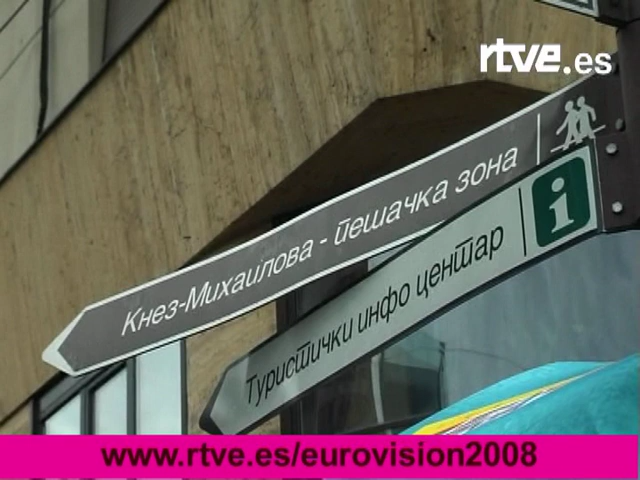 rtve.es
Кнез-Михаилова - пешачка зона
i
Туристички инфо центар
www.rtve.es/eurovision2008